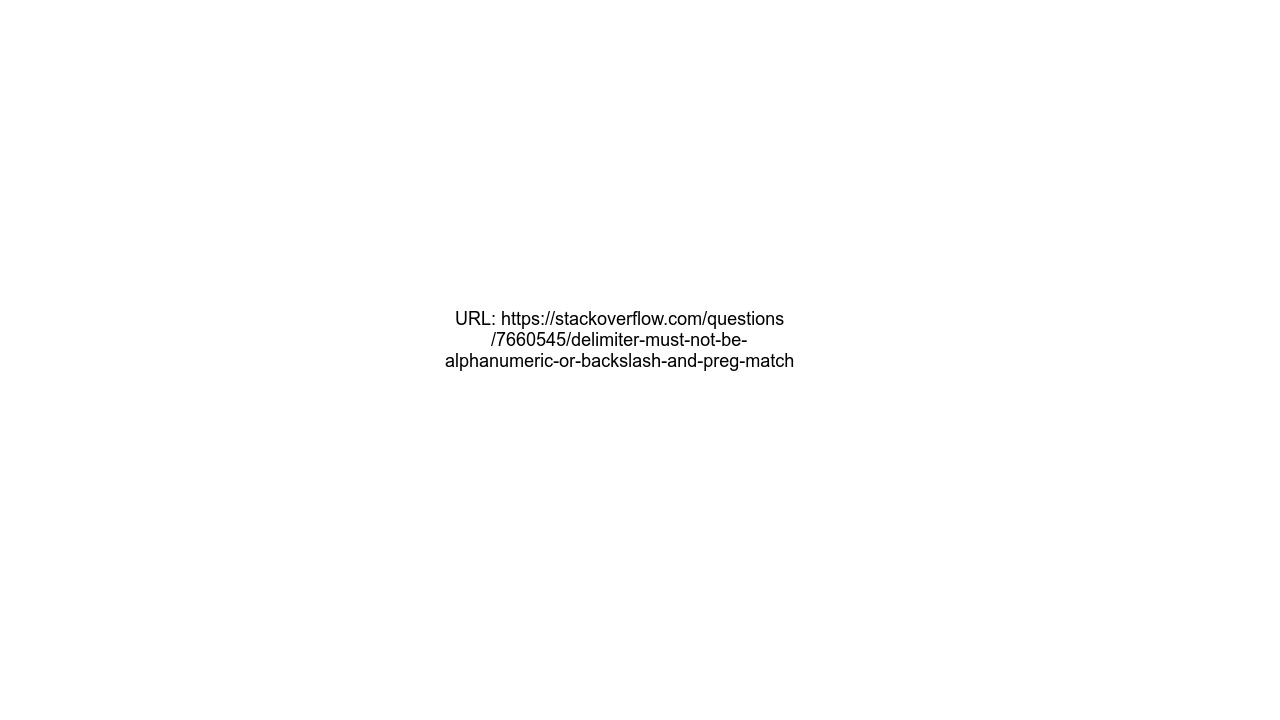 URL: https://stackoverflow.com/questions
/7660545/delimiter-must-not-be-
alphanumeric-or-backslash-and-preg-match